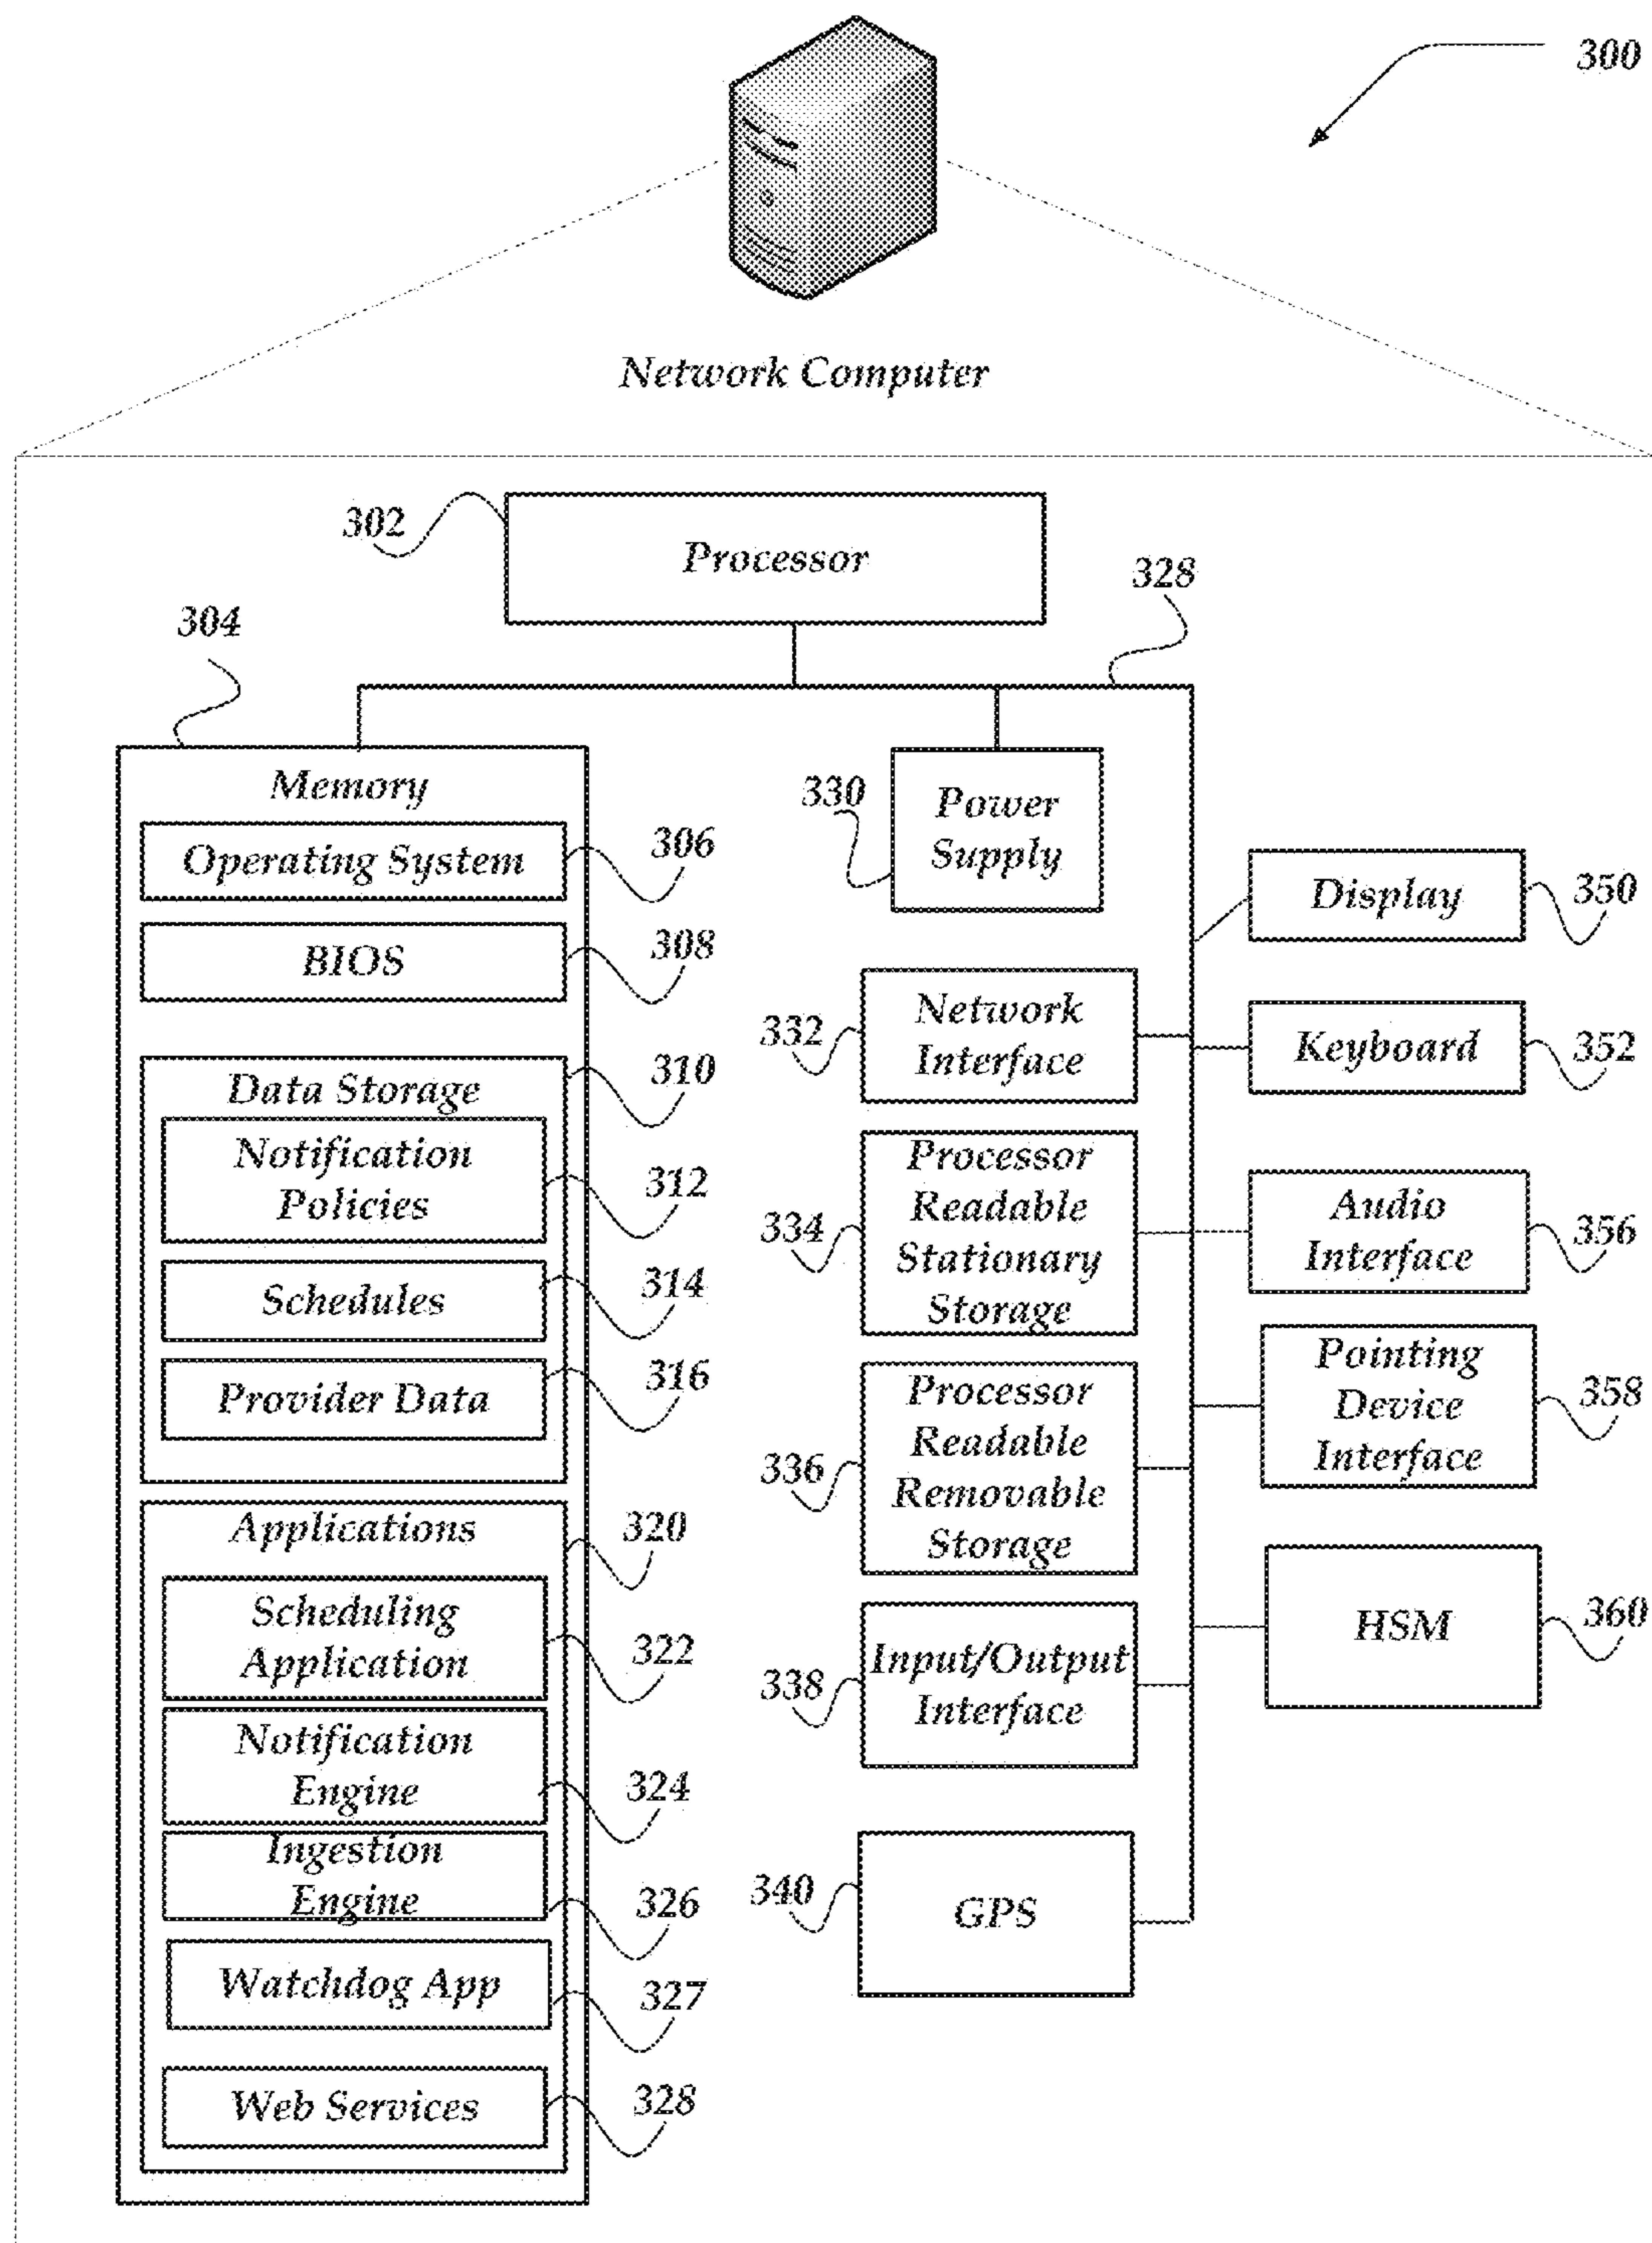 300
Network Computer
302
Processor
328
304
Memory
Operating System
306
BIOS
308
Data Storage
310
Notification
Policies
312
Schedules
314
Provider Data
316
Applications
320
Scheduling
Application
322
Notification
Engine
324
Ingestion
Engine
326
Watchdog App
327
Web Services
328
330
Power
Supply
332
Network
Interface
334
Processor
Readable
Stationary
Storage
336
Processor
Readable
Removable
Storage
338
Input/Output
Interface
340
GPS
Display
350
Keyboard
352
Audio
Interface
356
Pointing
Device
Interface
358
HSM
360